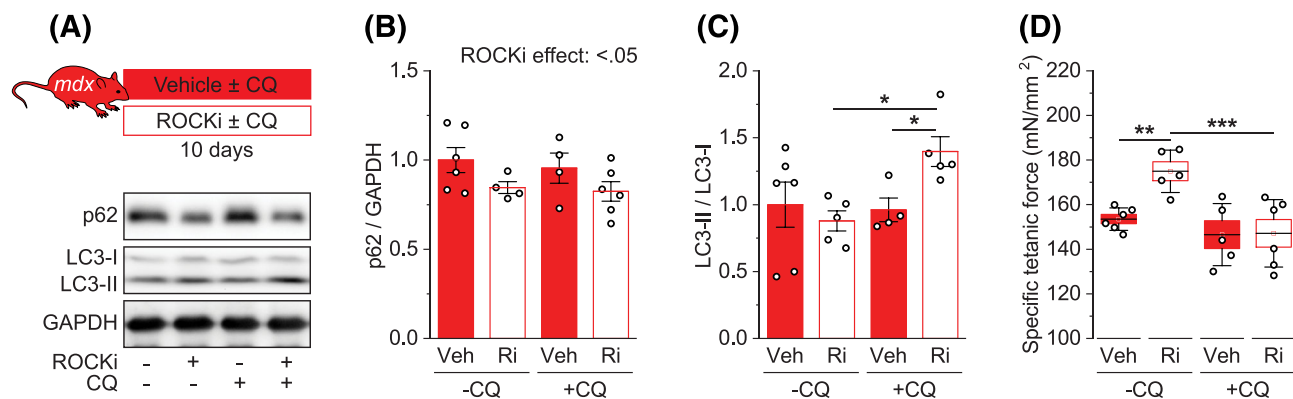 (A)
mdx
Vehicle ± CQ
ROCKi ± CQ
10 days
p62
LC3-I
LC3-II
GAPDH
ROCKi - + - +
CQ - - + +
(B)
ROCKi effect: <.05
p62 / GAPDH
1.5
1.0
0.5
0.0
Veh Ri Veh Ri
-CQ +CQ
(C)
LC3-II / LC3-I
2.0
1.5
1.0
0.5
0.0
*
*
Veh Ri Veh Ri
-CQ +CQ
(D)
Specific tetanic force (mN/mm²)
220
200
180
160
140
120
100
** ***
Veh Ri Veh Ri
-CQ +CQ